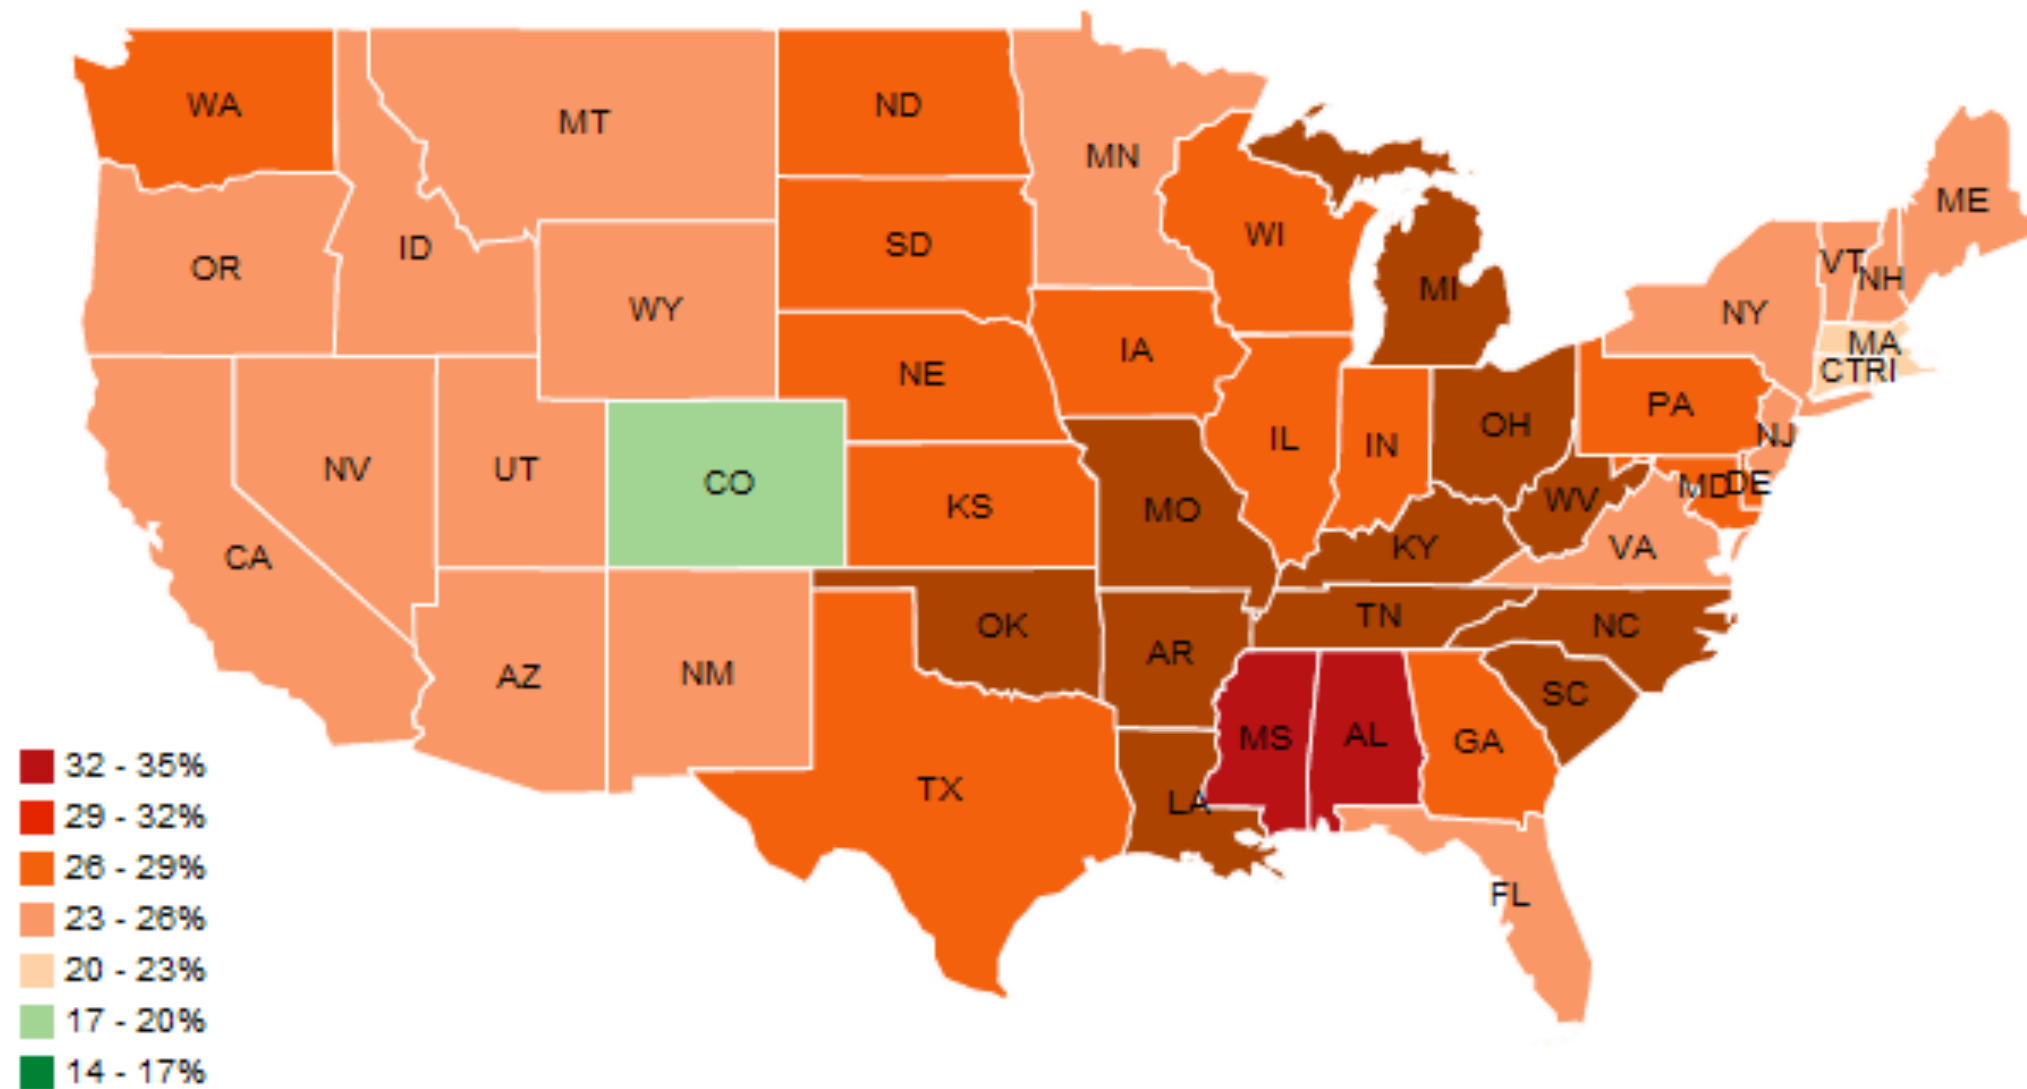 WA
MT
ND
MN
OR
ID
WY
SD
WI
MI
ME
VT
NH
NY
MA
CTRI
NE
IA
PA
NJ
NV
UT
CO
KS
MO
IL
IN
OH
WV
MD
DE
CA
KY
VA
AZ
NM
OK
AR
TN
NC
SC
TX
LA
MS
AL
GA
FL
32 - 35%
29 - 32%
26 - 29%
23 - 26%
20 - 23%
17 - 20%
14 - 17%